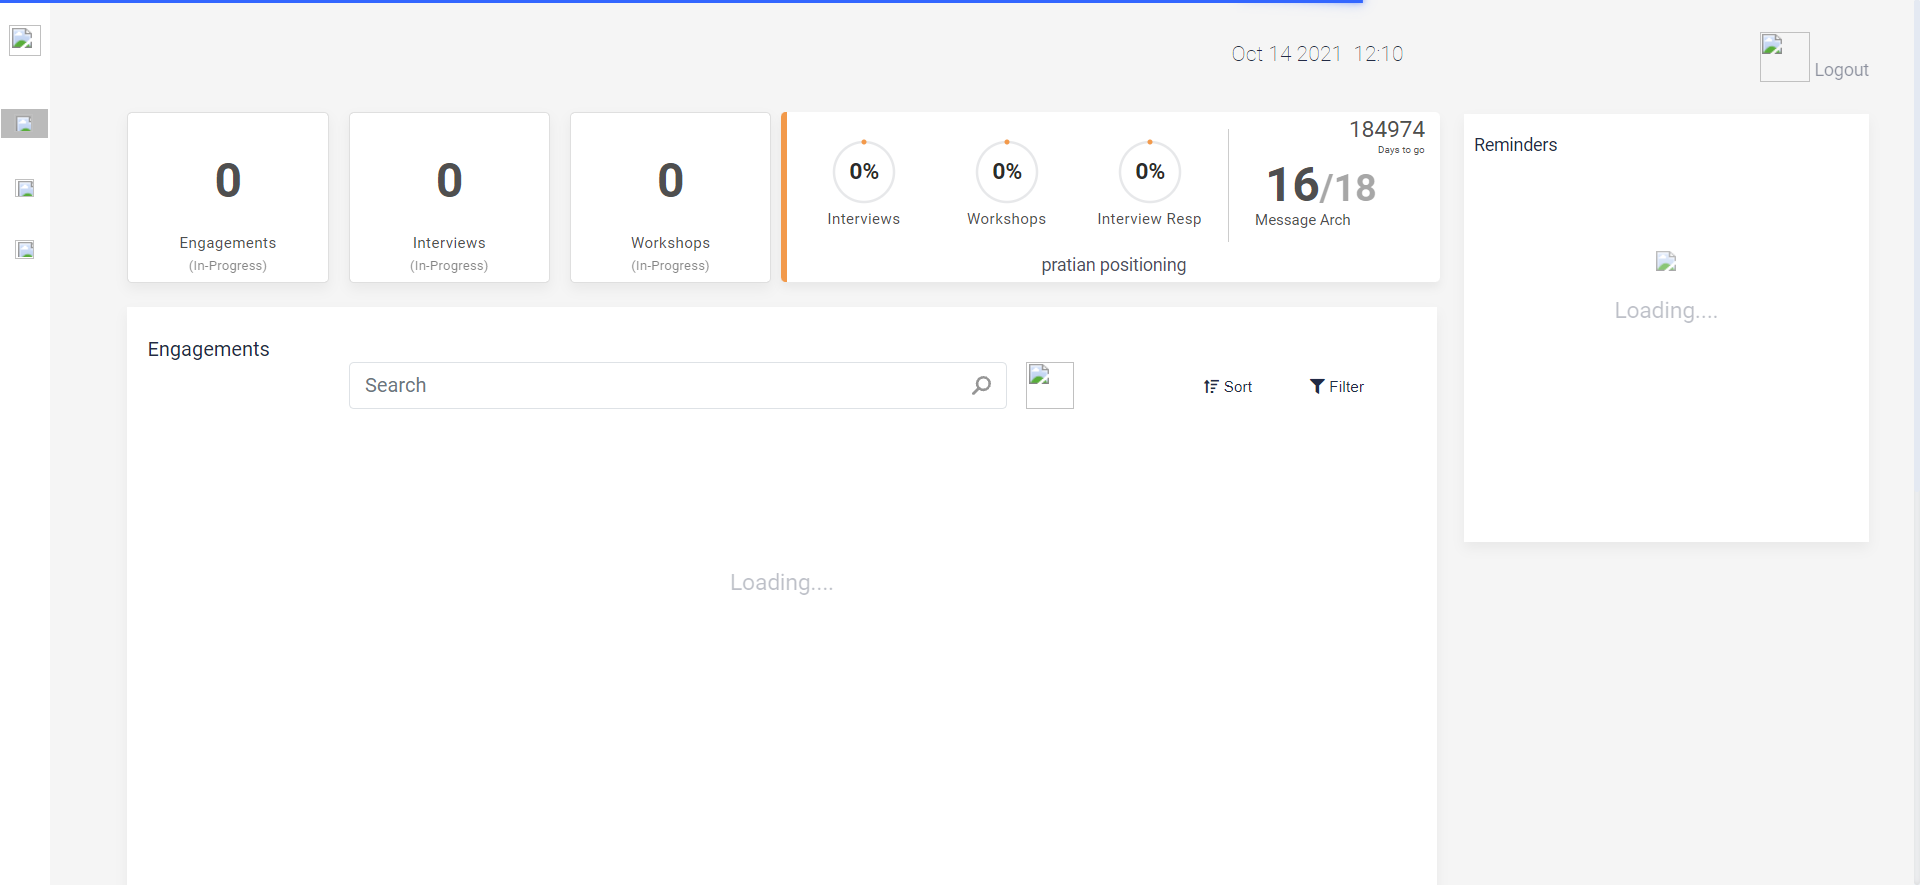 Oct 14 2021 12:10
Logout
0
Engagements
(In-Progress)
0
Interviews
(In-Progress)
0
Workshops
(In-Progress)
0%
Interviews
0%
Workshops
0%
Interview Resp
184974
Days to go
16/18
Message Arch
pratian positioning
Reminders
Loading....
Engagements
Search
Sort
Filter
Loading....